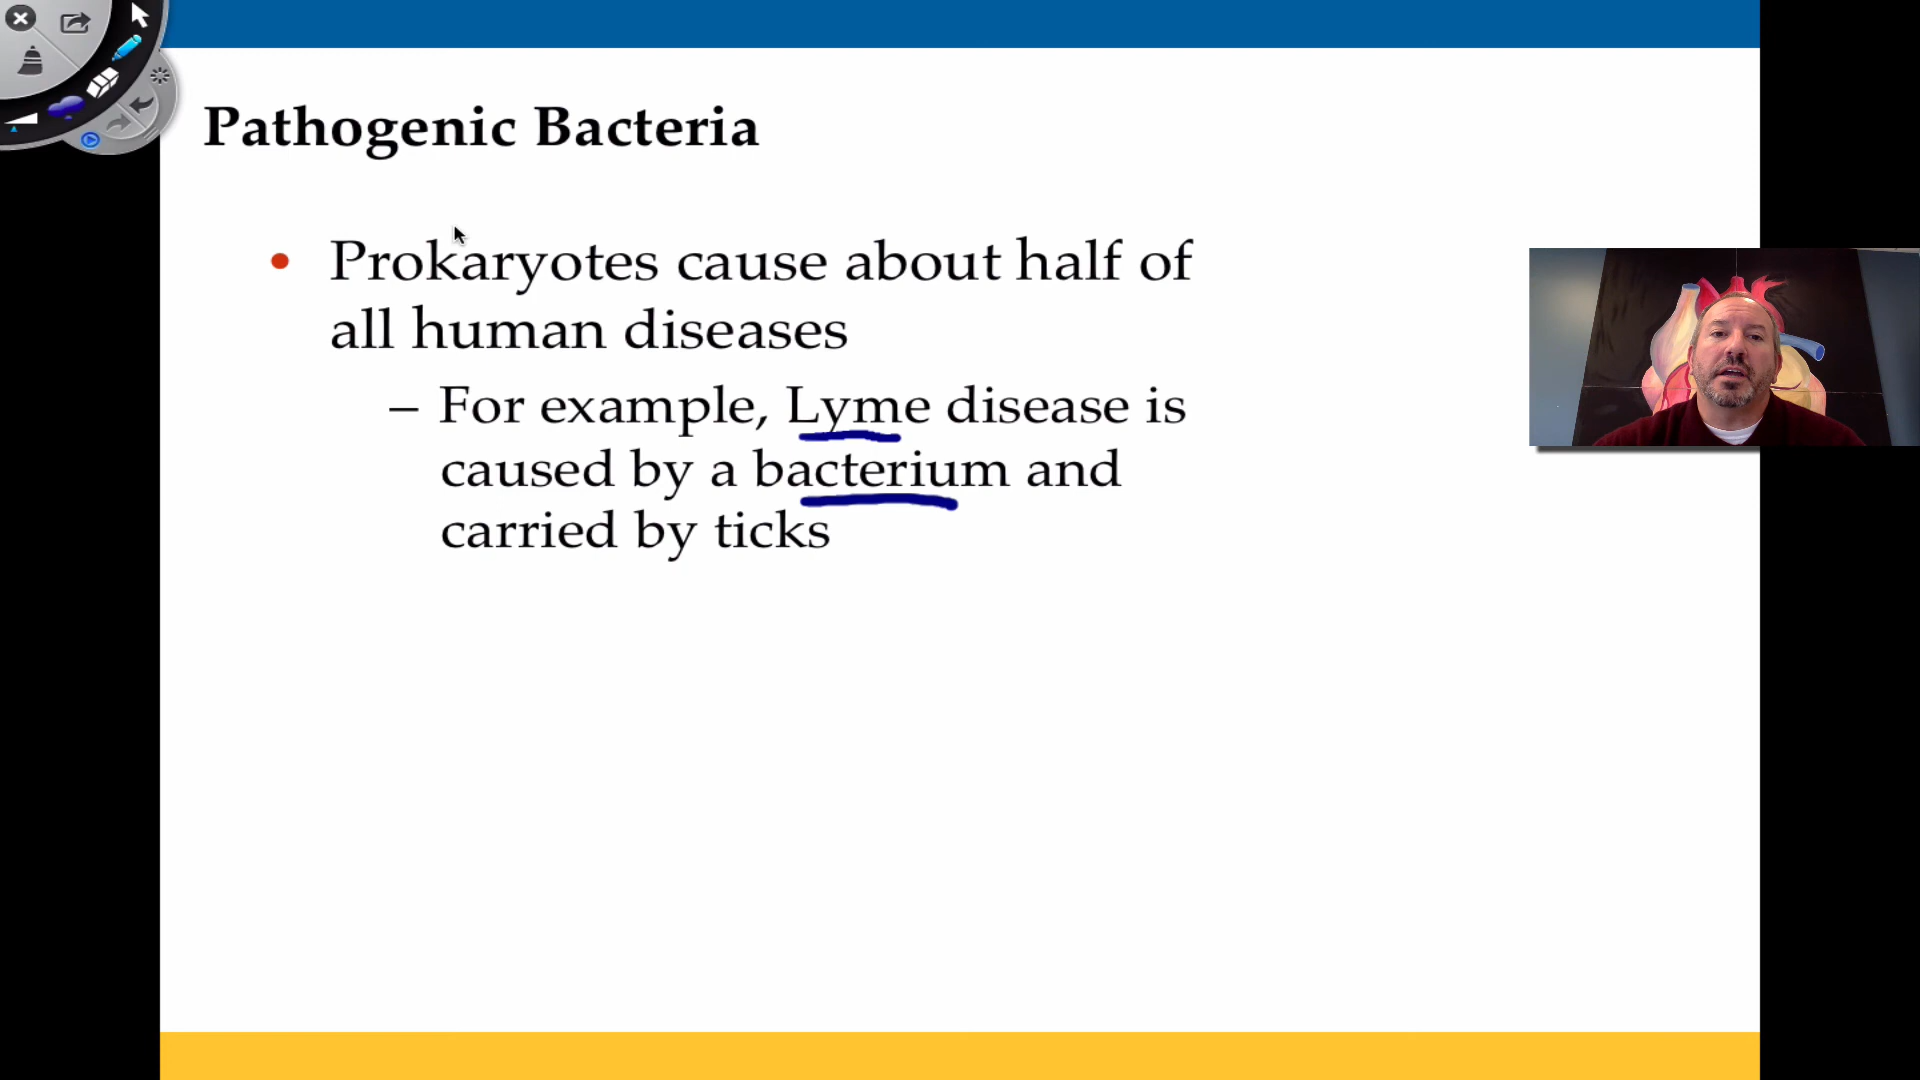 Pathogenic Bacteria
• Prokaryotes cause about half of
all human diseases
– For example, Lyme disease is
caused by a bacterium and
carried by ticks